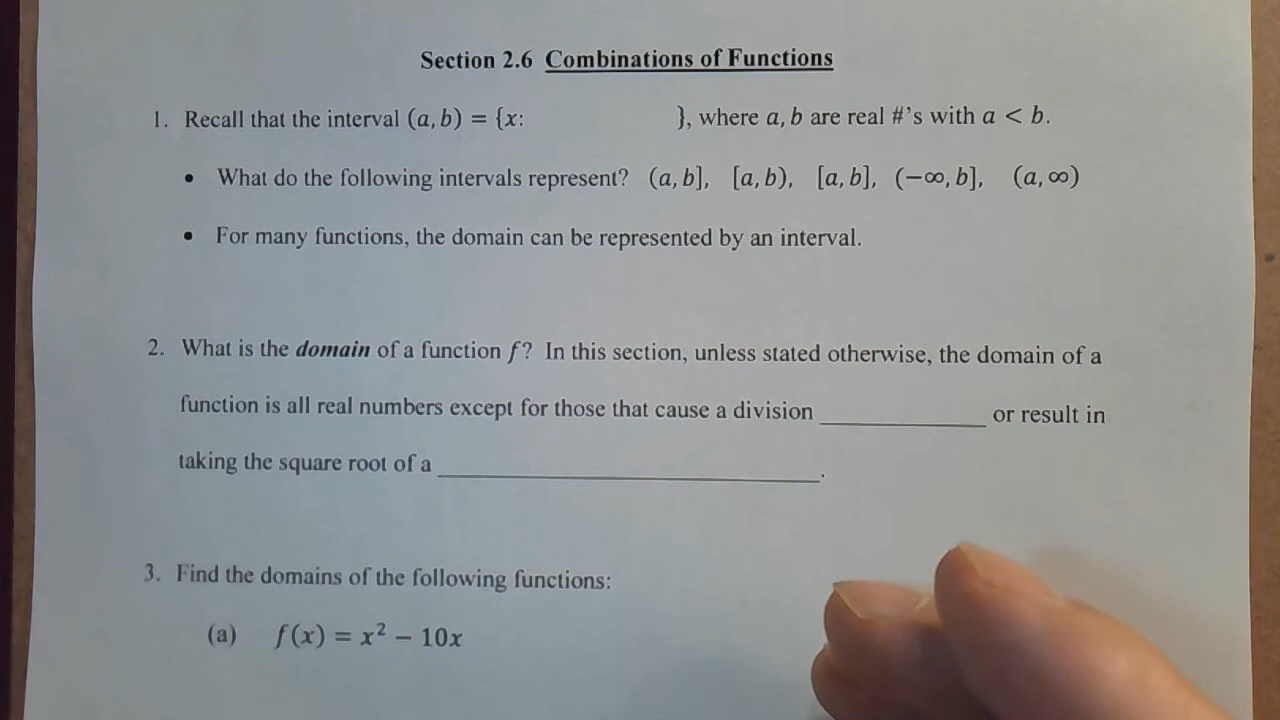 Section 2.6 Combinations of Functions
1. Recall that the interval (a, b) = {x: }, where a, b are real #'s with a < b.
• What do the following intervals represent? (a, b], [a, b), [a, b], (−∞, b], (a, ∞)
• For many functions, the domain can be represented by an interval.
2. What is the domain of a function f? In this section, unless stated otherwise, the domain of a
function is all real numbers except for those that cause a division ____________ or result in
taking the square root of a ____________________________.
3. Find the domains of the following functions:
(a) f(x) = x² − 10x